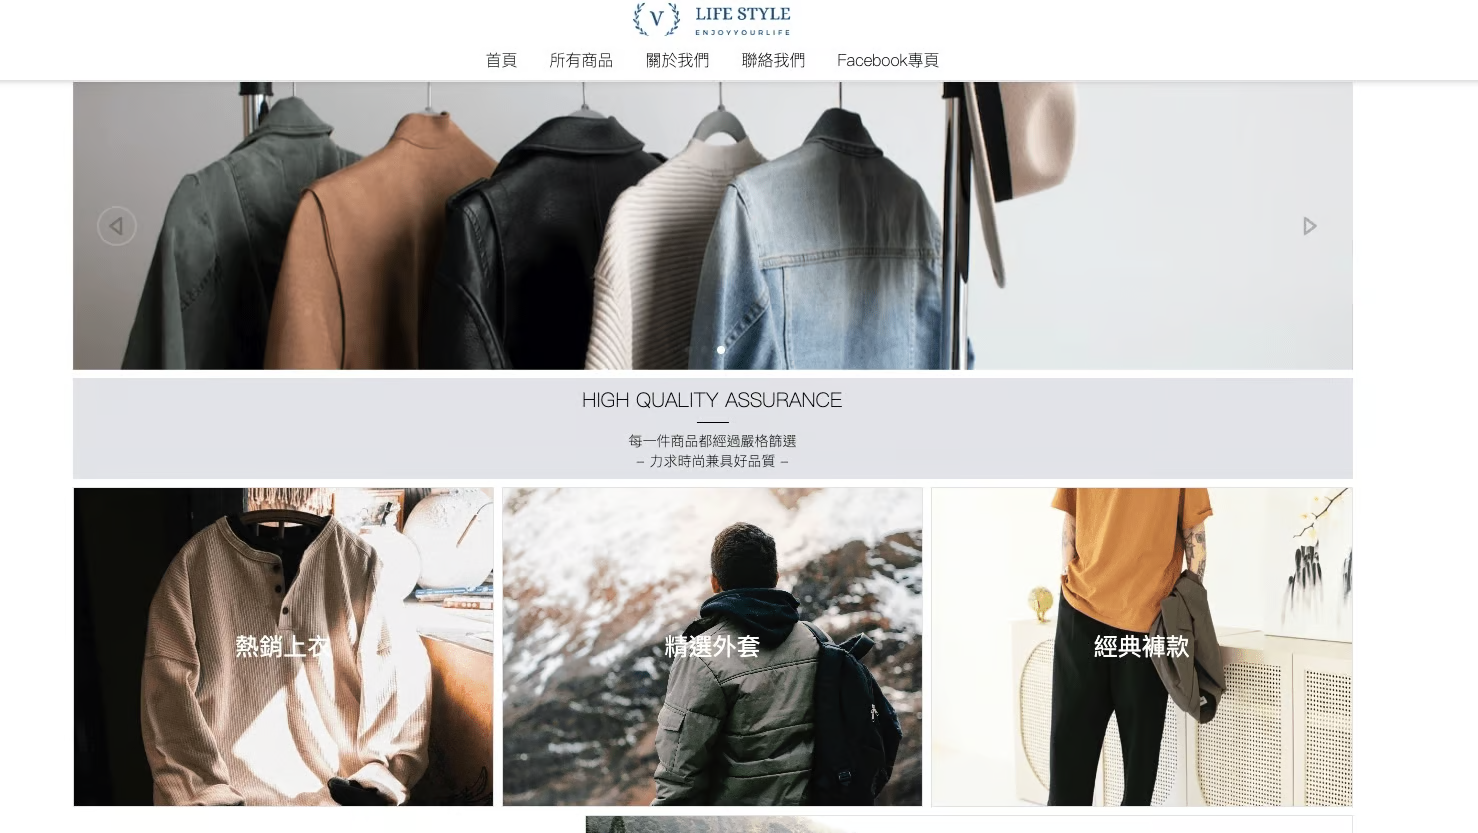 V
LIFE STYLE
ENJOYYOURLIFE
首頁 所有商品 關於我們 聯絡我們 Facebook專頁
HIGH QUALITY ASSURANCE
每一件商品都經過嚴格篩選
– 力求時尚兼具好品質 –
熱銷上衣
精選外套
經典褲款